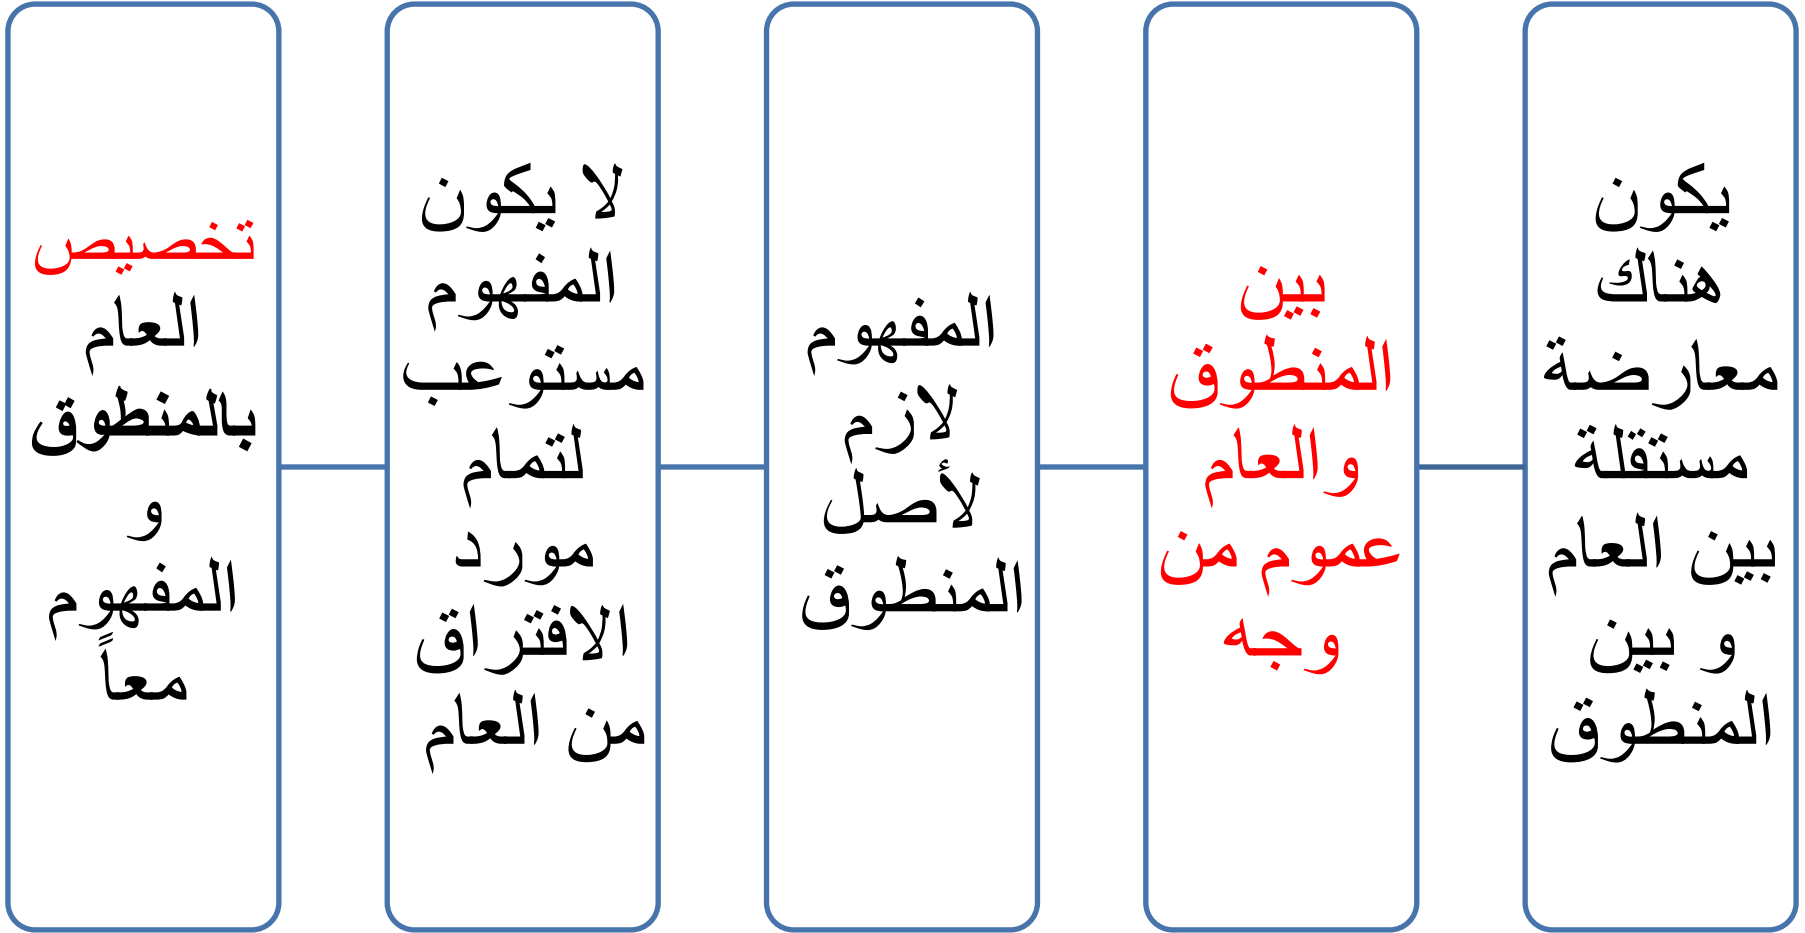 يكون
هناك
معارضة
مستقلة
بين العام
و بين
المنطوق
بين
المنطوق
والعام
عموم من
وجه
المفهوم
لازم
لأصل
المنطوق
لا يكون
المفهوم
مستوعب
لتمام
مورد
الافتراق
من العام
تخصيص
العام
بالمنطوق
و
المفهوم
معاً